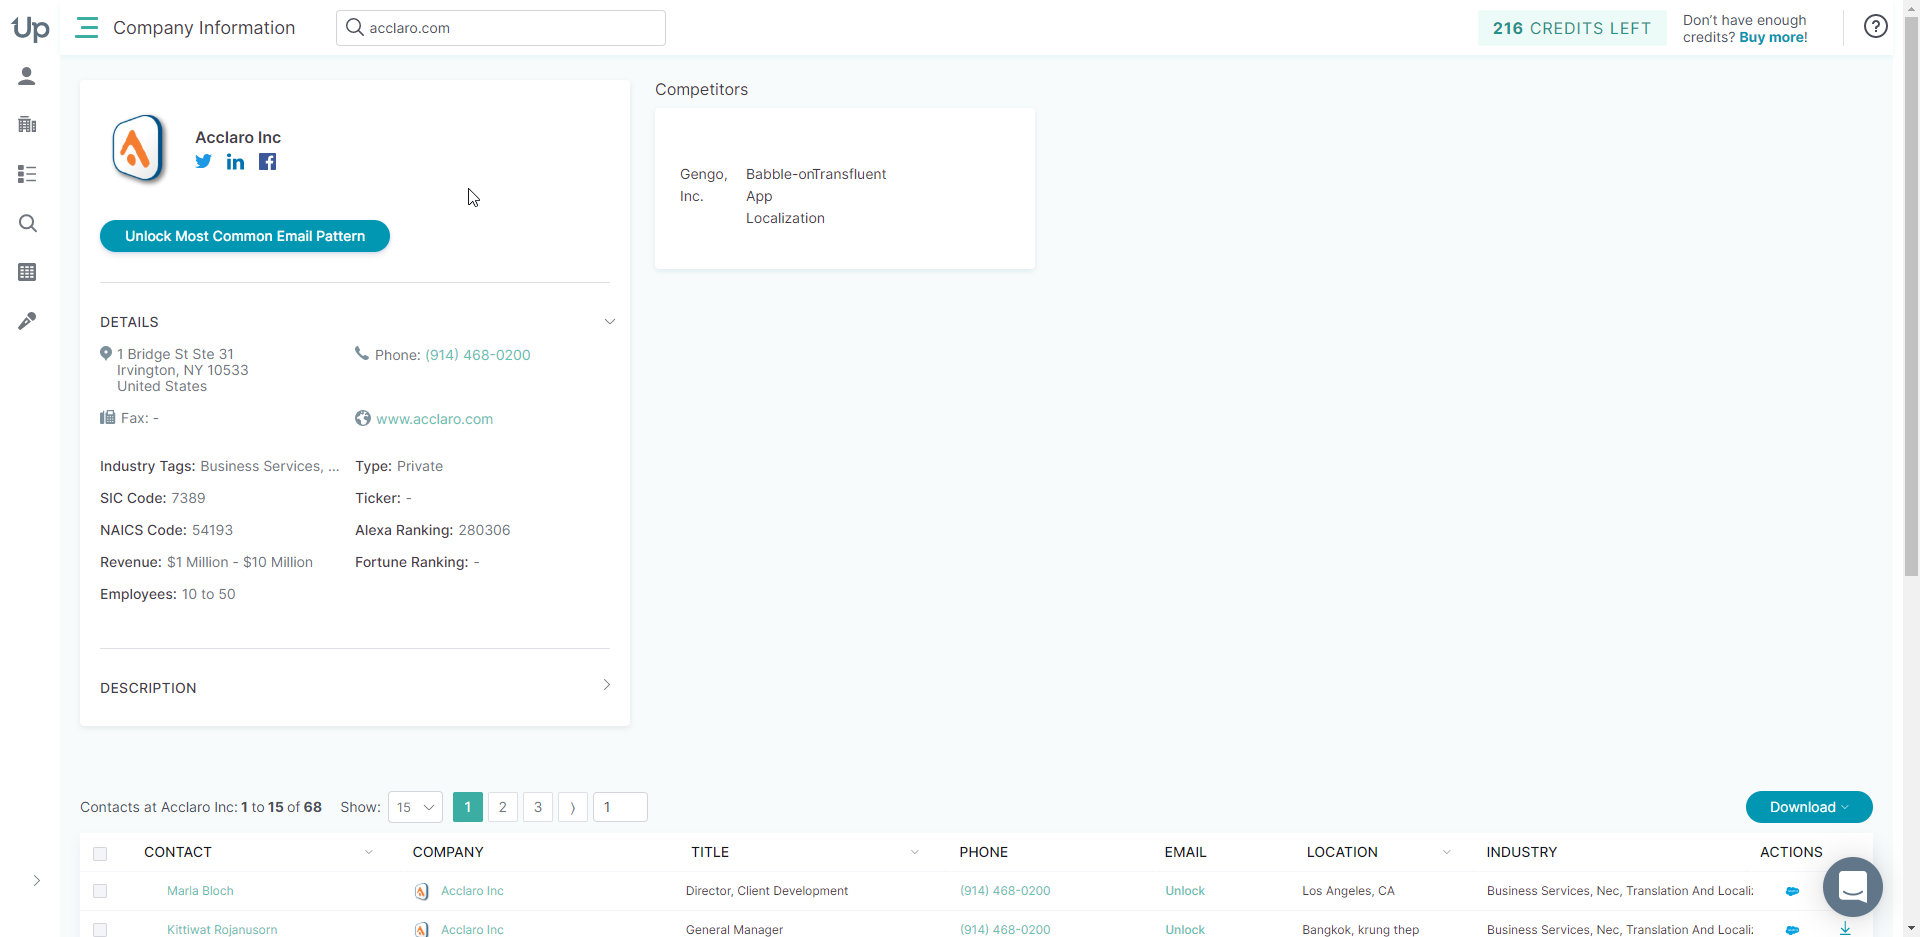 Up
Company Information
acclaro.com
216 CREDITS LEFT
Don't have enough
credits? Buy more!
Acclaro Inc
Unlock Most Common Email Pattern
Competitors
Gengo, Babble-on Transfluent
Inc. App
Localization
DETAILS
1 Bridge St Ste 31
Irvington, NY 10533
United States
Phone: (914) 468-0200
Fax: -
www.acclaro.com
Industry Tags: Business Services, ...
Type: Private
SIC Code: 7389
Ticker: -
NAICS Code: 54193
Alexa Ranking: 280306
Revenue: $1 Million - $10 Million
Fortune Ranking: -
Employees: 10 to 50
DESCRIPTION
Contacts at Acclaro Inc: 1 to 15 of 68 Show: 15 1 2 3 ⟩ 1
Download
CONTACT COMPANY TITLE PHONE EMAIL LOCATION INDUSTRY ACTIONS
Marla Bloch Acclaro Inc Director, Client Development (914) 468-0200 Unlock Los Angeles, CA Business Services, Nec, Translation And Locali
Kittiwat Rojanusorn Acclaro Inc General Manager (914) 468-0200 Unlock Bangkok, krung thep Business Services, Nec, Translation And Locali